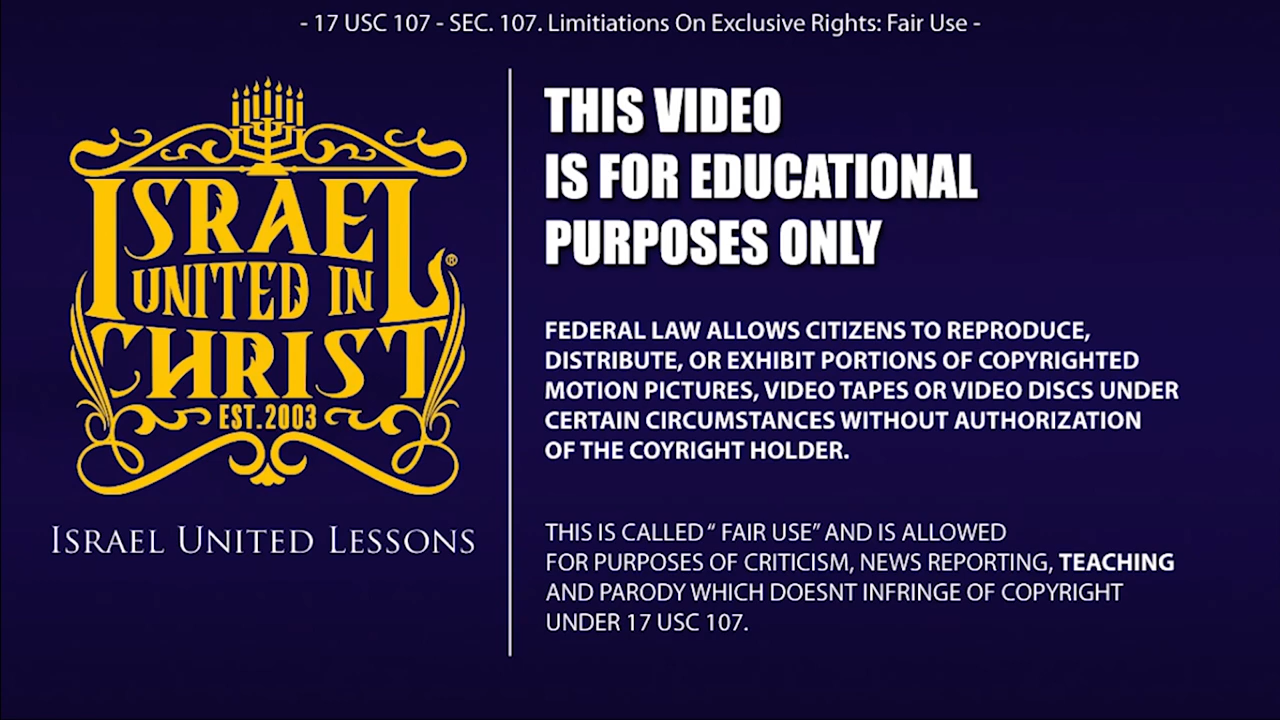 - 17 USC 107 - SEC. 107. Limitiations On Exclusive Rights: Fair Use -
ISRAEL
UNITED IN
CHRIST
®
EST.2003
ISRAEL UNITED LESSONS
THIS VIDEO
IS FOR EDUCATIONAL
PURPOSES ONLY
FEDERAL LAW ALLOWS CITIZENS TO REPRODUCE,
DISTRIBUTE, OR EXHIBIT PORTIONS OF COPYRIGHTED
MOTION PICTURES, VIDEO TAPES OR VIDEO DISCS UNDER
CERTAIN CIRCUMSTANCES WITHOUT AUTHORIZATION
OF THE COYRIGHT HOLDER.
THIS IS CALLED “ FAIR USE” AND IS ALLOWED
FOR PURPOSES OF CRITICISM, NEWS REPORTING, TEACHING
AND PARODY WHICH DOESNT INFRINGE OF COPYRIGHT
UNDER 17 USC 107.